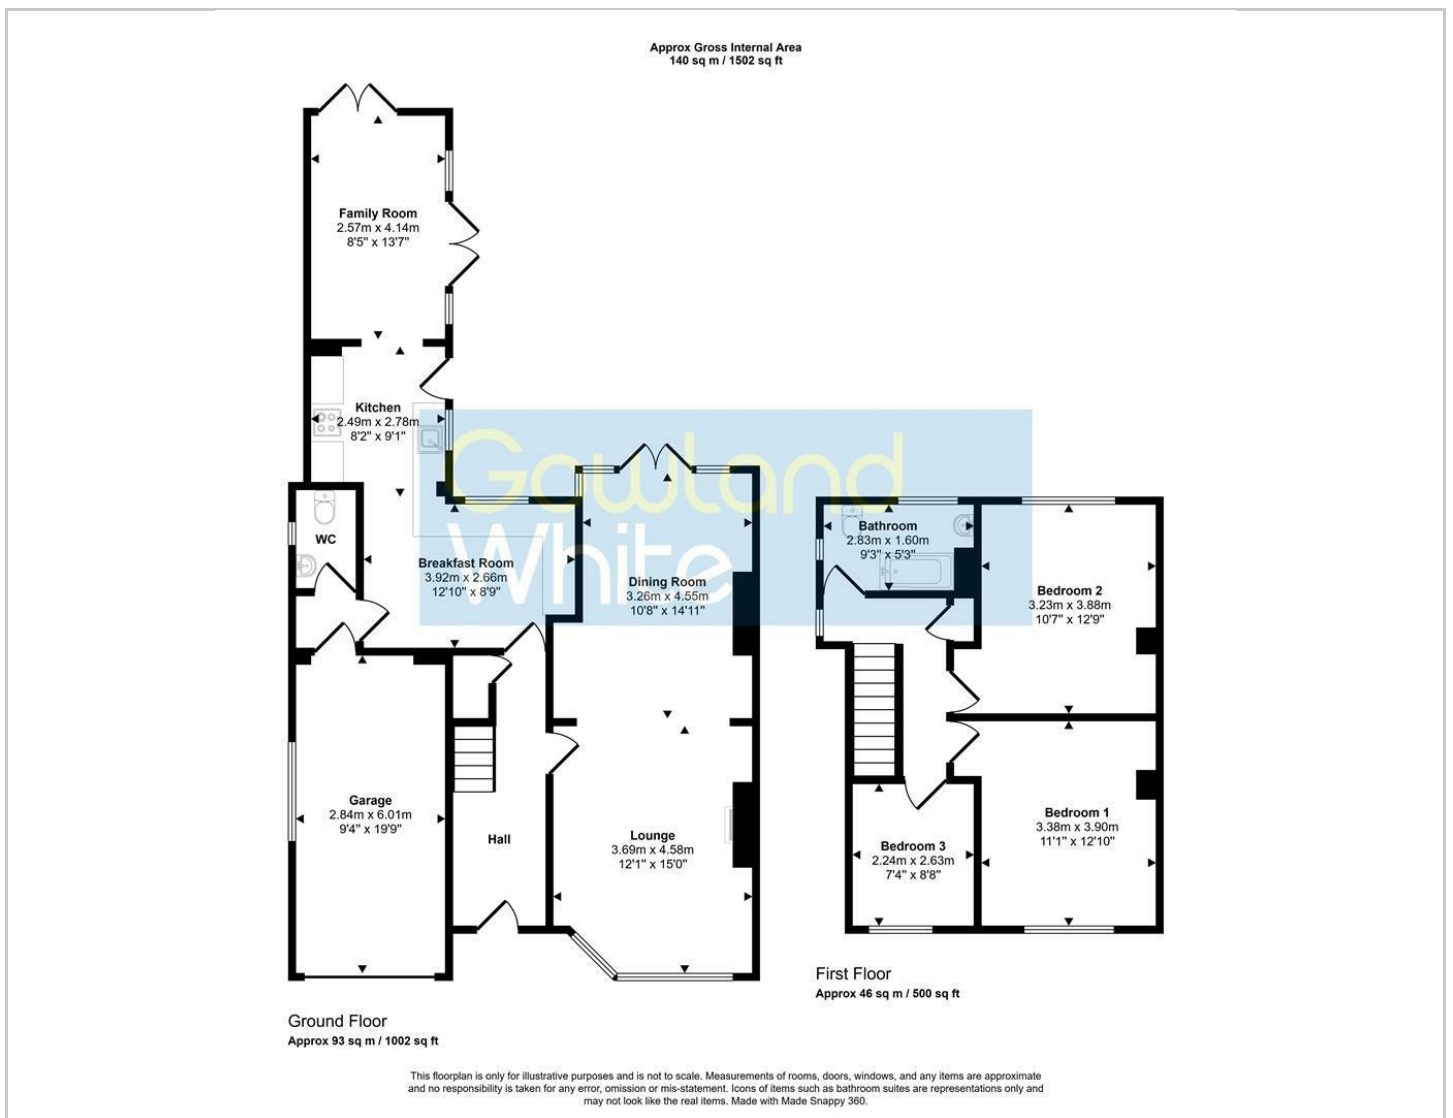 Approx Gross Internal Area
140 sq m / 1502 sq ft
Family Room
2.57m x 4.14m
8'5" x 13'7"
Kitchen
2.49m x 2.78m
8'2" x 9'1"
Gowland
White
WC
Breakfast Room
3.92m x 2.66m
12'10" x 8'9"
Dining Room
3.26m x 4.55m
10'8" x 14'11"
Garage
2.84m x 6.01m
9'4" x 19'9"
Hall
Lounge
3.69m x 4.58m
12'1" x 15'0"
Ground Floor
Approx 93 sq m / 1002 sq ft
Bathroom
2.83m x 1.60m
9'3" x 5'3"
Bedroom 2
3.23m x 3.88m
10'7" x 12'9"
Bedroom 1
3.38m x 3.90m
11'1" x 12'10"
Bedroom 3
2.24m x 2.63m
7'4" x 8'8"
First Floor
Approx 46 sq m / 500 sq ft
This floorplan is only for illustrative purposes and is not to scale. Measurements of rooms, doors, windows, and any items are approximate
and no responsibility is taken for any error, omission or mis-statement. Icons of items such as bathroom suites are representations only and
may not look like the real items. Made with Made Snappy 360.